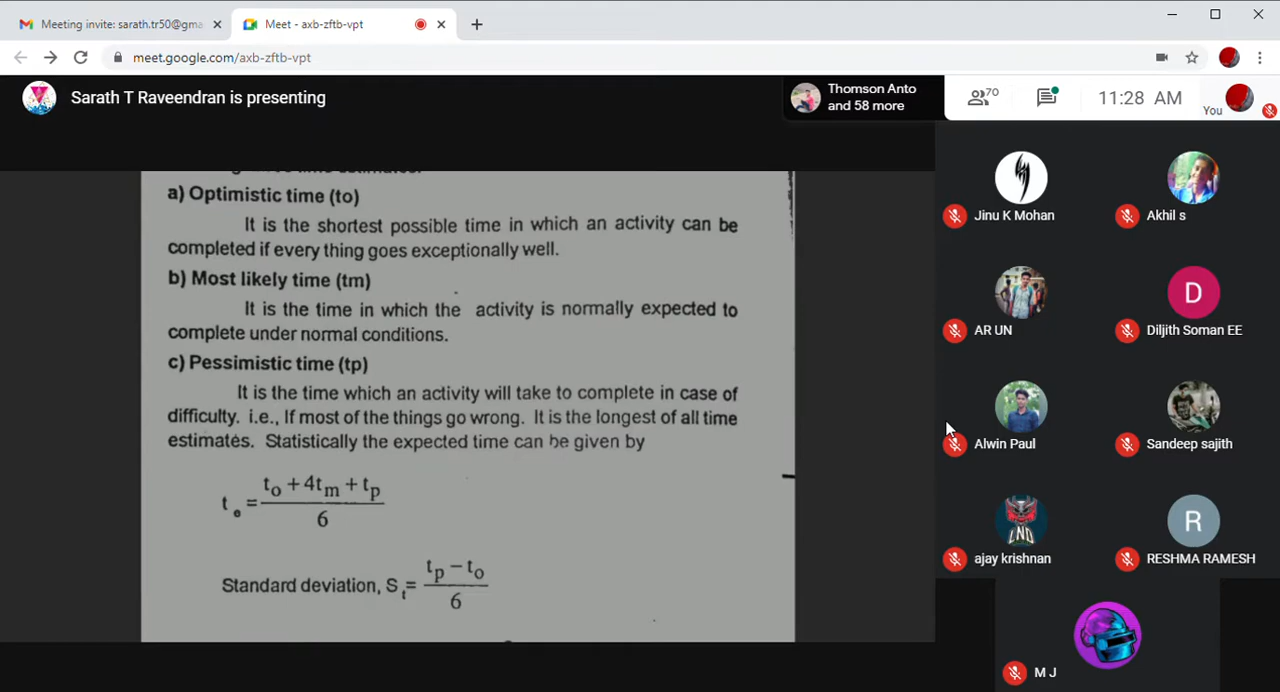 Meeting invite: sarath.tr50@gma
Meet - axb-zftb-vpt
meet.google.com/axb-zftb-vpt
Sarath T Raveendran is presenting
Thomson Anto
and 58 more
70
11:28 AM
You
a) Optimistic time (to)
It is the shortest possible time in which an activity can be
completed if every thing goes exceptionally well.
b) Most likely time (tm)
It is the time in which the activity is normally expected to
complete under normal conditions.
c) Pessimistic time (tp)
It is the time which an activity will take to complete in case of
difficulty. i.e., If most of the things go wrong. It is the longest of all time
estimates. Statistically the expected time can be given by
t e = (to + 4tm + tp) / 6
Standard deviation, St = (tp − to) / 6
Jinu K Mohan
Akhil s
AR UN
D
Diljith Soman EE
Alwin Paul
Sandeep sajith
LND
ajay krishnan
R
RESHMA RAMESH
M J